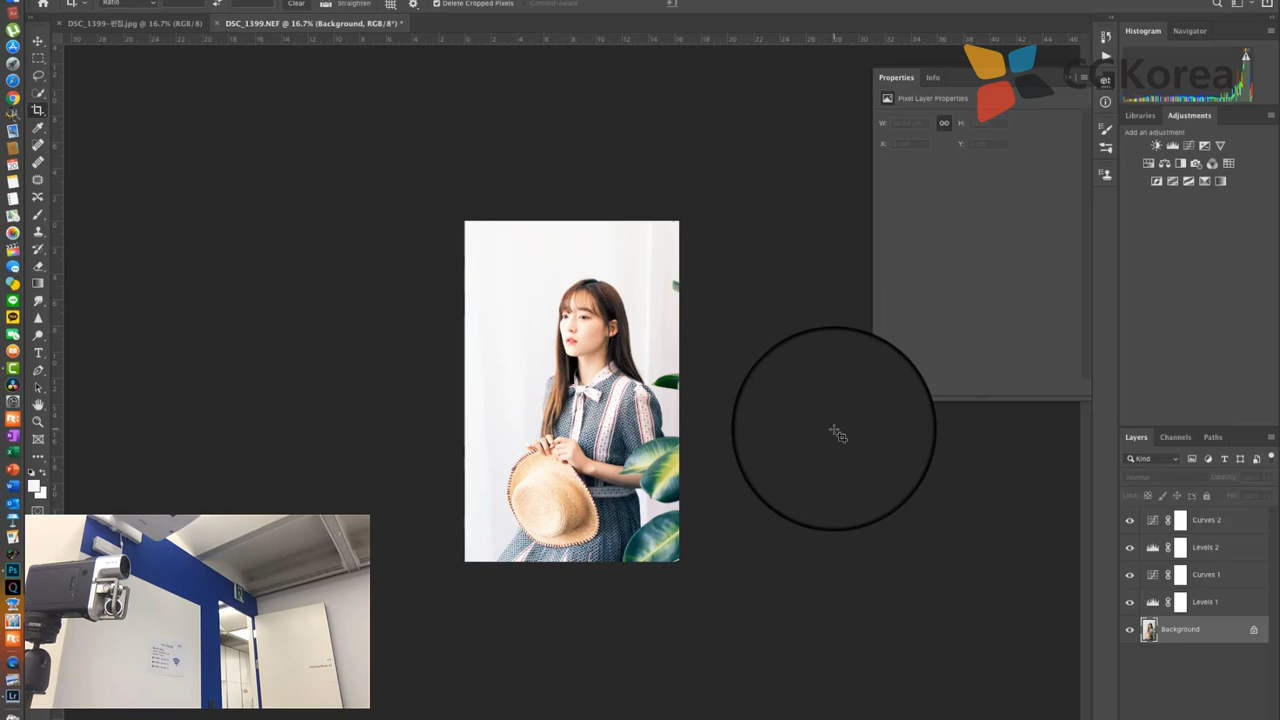 Ratio
Clear
Straighten
Delete Cropped Pixels
Content-Aware
DSC_1399-편집.jpg @ 16.7% (RGB/8)
DSC_1399.NEF @ 16.7% (Background, RGB/8*) *
Histogram
Navigator
CGKorea
Properties
Info
Pixel Layer Properties
W:
H:
X:
Y:
Libraries
Adjustments
Add an adjustment
Layers
Channels
Paths
Kind
Normal
Opacity:
Lock:
Fill:
Curves 2
Levels 2
Curves 1
Levels 1
Background